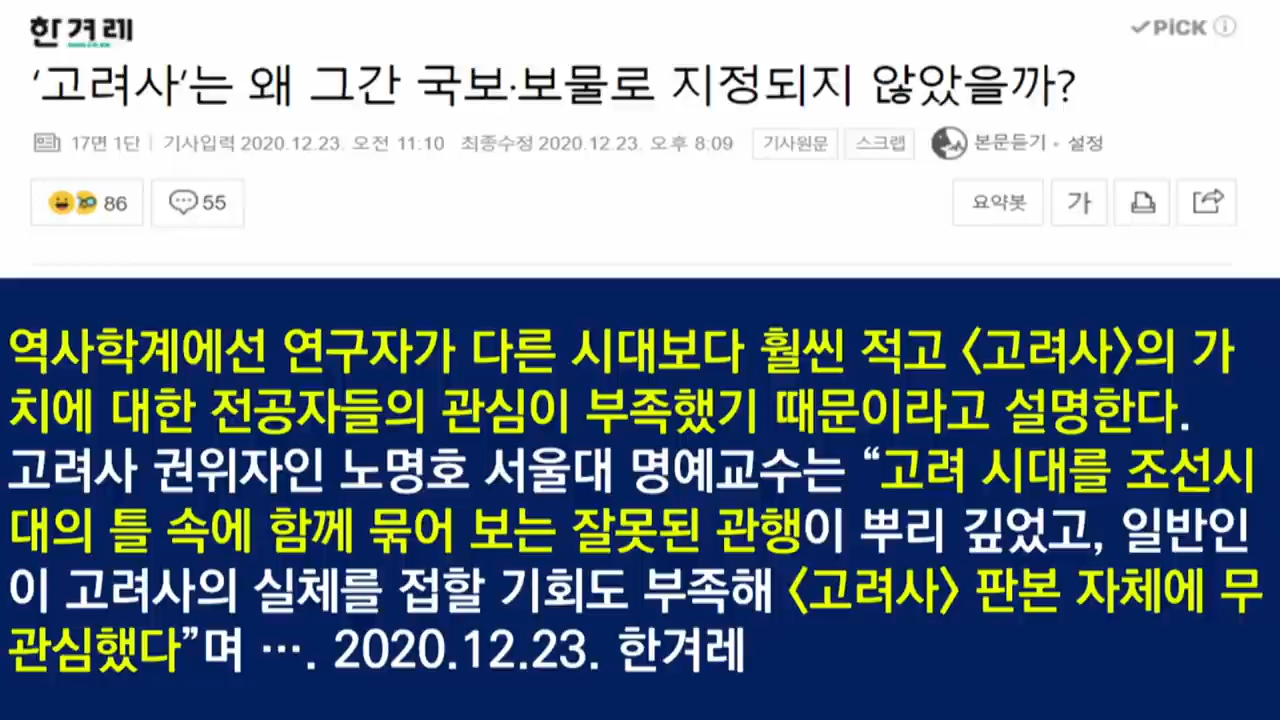 한겨레
✓PiCK ⓘ
‘고려사’는 왜 그간 국보·보물로 지정되지 않았을까?
17면 1단 | 기사입력 2020.12.23. 오전 11:10 최종수정 2020.12.23. 오후 8:09 기사원문 스크랩 본문듣기 · 설정
86 55 요약봇 가
역사학계에선 연구자가 다른 시대보다 훨씬 적고 〈고려사〉의 가
치에 대한 전공자들의 관심이 부족했기 때문이라고 설명한다.
고려사 권위자인 노명호 서울대 명예교수는 “고려 시대를 조선시
대의 틀 속에 함께 묶어 보는 잘못된 관행이 뿌리 깊었고, 일반인
이 고려사의 실체를 접할 기회도 부족해 〈고려사〉 판본 자체에 무
관심했다”며 …. 2020.12.23. 한겨레